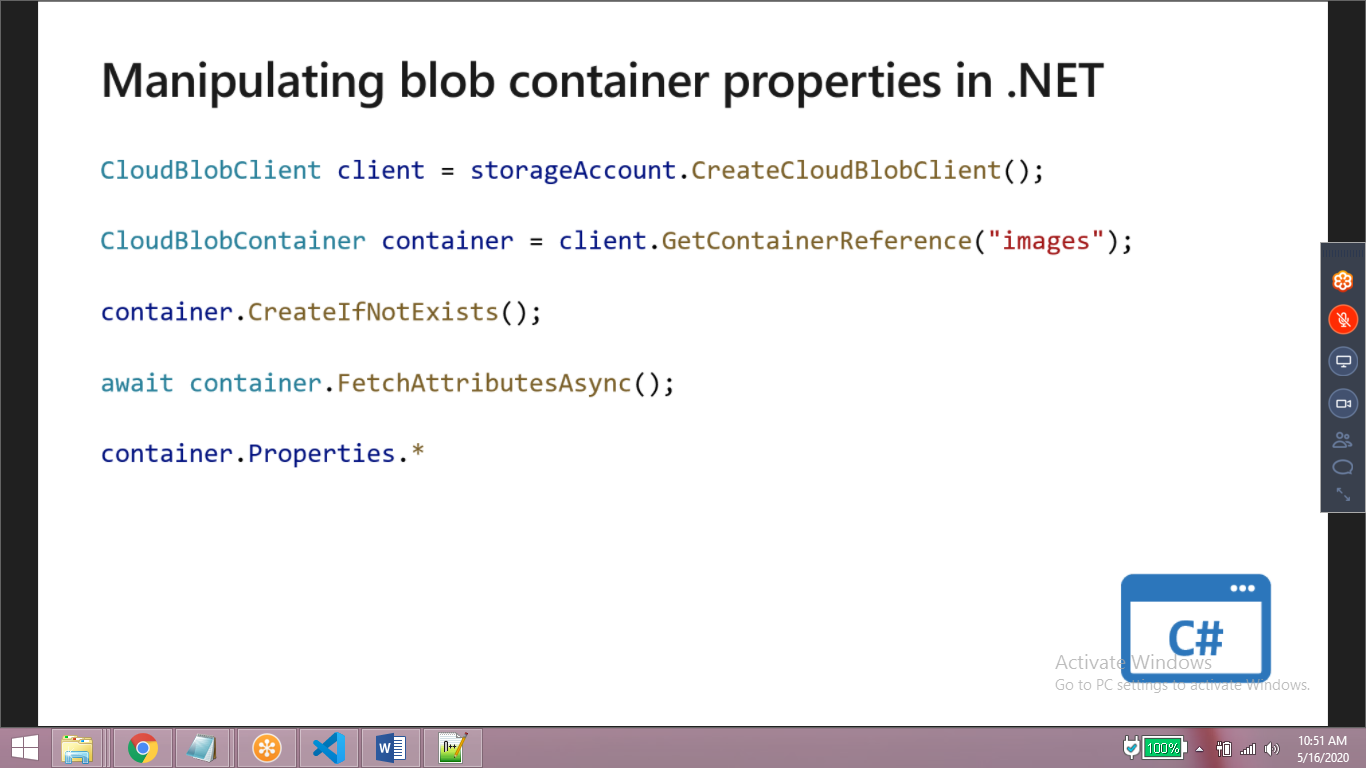 Manipulating blob container properties in .NET
CloudBlobClient client = storageAccount.CreateCloudBlobClient();
CloudBlobContainer container = client.GetContainerReference("images");
container.CreateIfNotExists();
await container.FetchAttributesAsync();
container.Properties.*
C#
Activate Windows
Go to PC settings to activate Windows.
100%
10:51 AM
5/16/2020